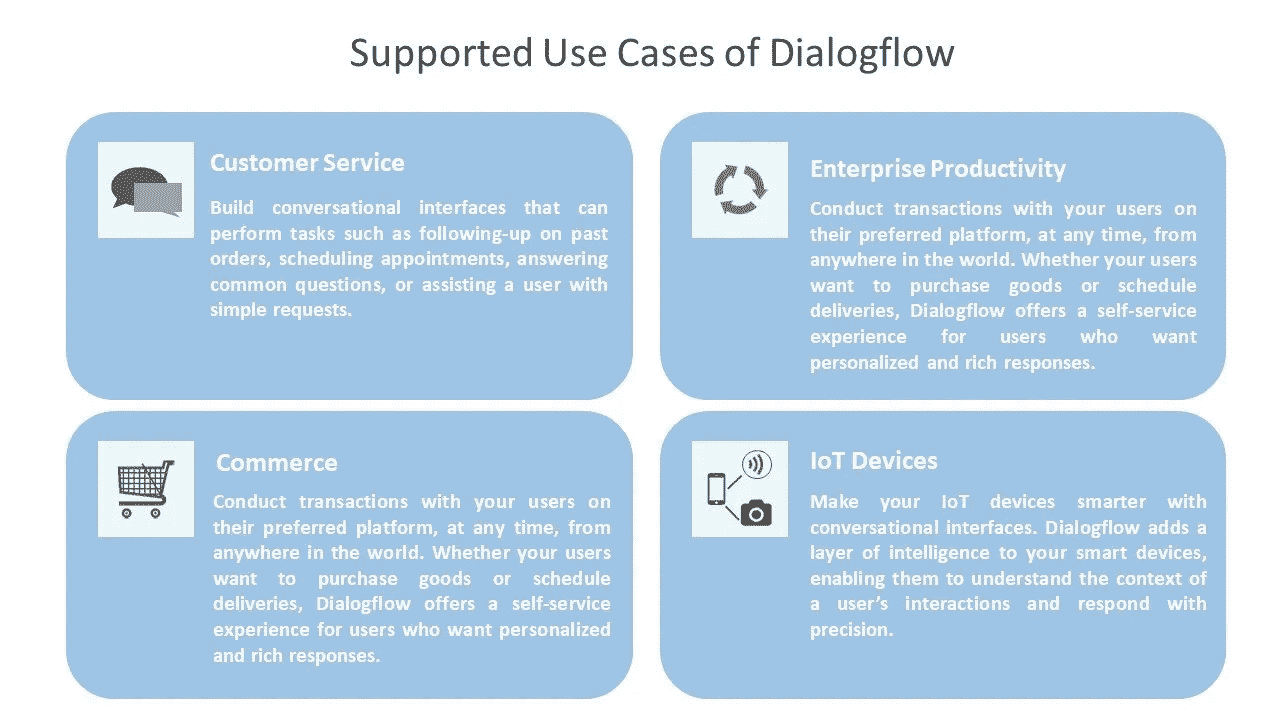 Supported Use Cases of Dialogflow
Customer Service
Build conversational interfaces that can
perform tasks such as following-up on past
orders, scheduling appointments, answering
common questions, or assisting a user with
simple requests.
Enterprise Productivity
Conduct transactions with your users on
their preferred platform, at any time, from
anywhere in the world. Whether your users
want to purchase goods or schedule
deliveries, Dialogflow offers a self-service
experience for users who want
personalized and rich responses.
Commerce
Conduct transactions with your users on
their preferred platform, at any time, from
anywhere in the world. Whether your users
want to purchase goods or schedule
deliveries, Dialogflow offers a self-service
experience for users who want personalized
and rich responses.
IoT Devices
Make your IoT devices smarter with
conversational interfaces. Dialogflow adds a
layer of intelligence to your smart devices,
enabling them to understand the context of
a user’s interactions and respond with
precision.